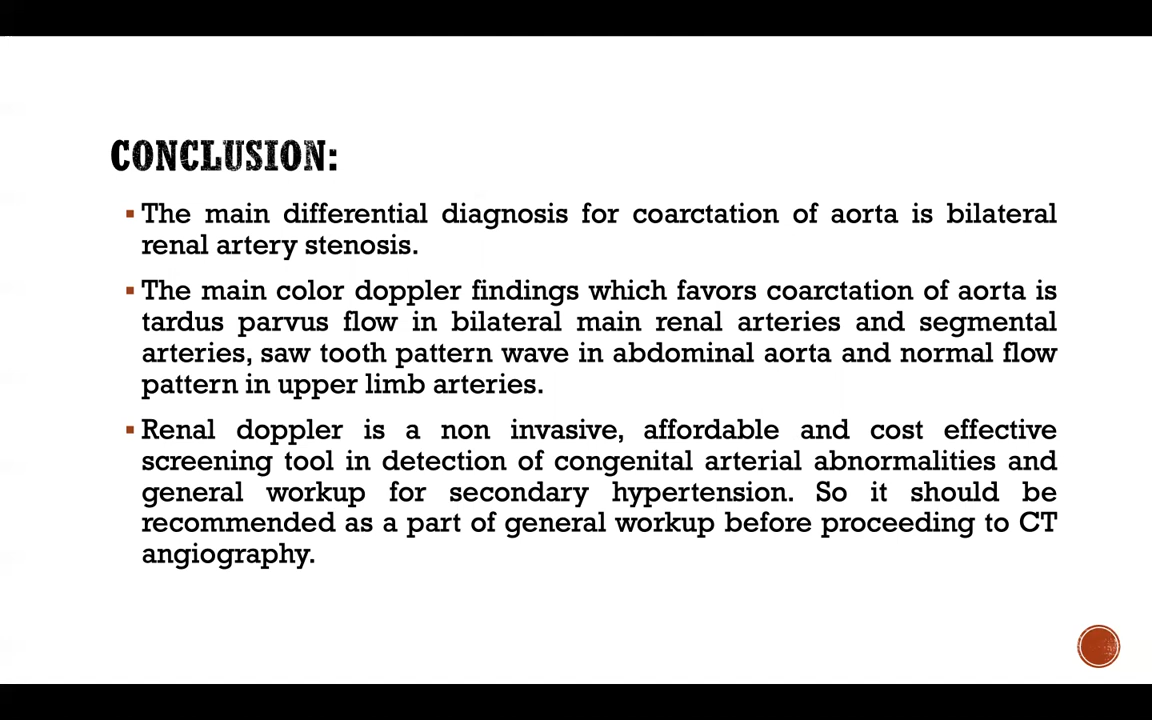 CONCLUSION:
▪ The main differential diagnosis for coarctation of aorta is bilateral
renal artery stenosis.
▪ The main color doppler findings which favors coarctation of aorta is
tardus parvus flow in bilateral main renal arteries and segmental
arteries, saw tooth pattern wave in abdominal aorta and normal flow
pattern in upper limb arteries.
▪ Renal doppler is a non invasive, affordable and cost effective
screening tool in detection of congenital arterial abnormalities and
general workup for secondary hypertension. So it should be
recommended as a part of general workup before proceeding to CT
angiography.